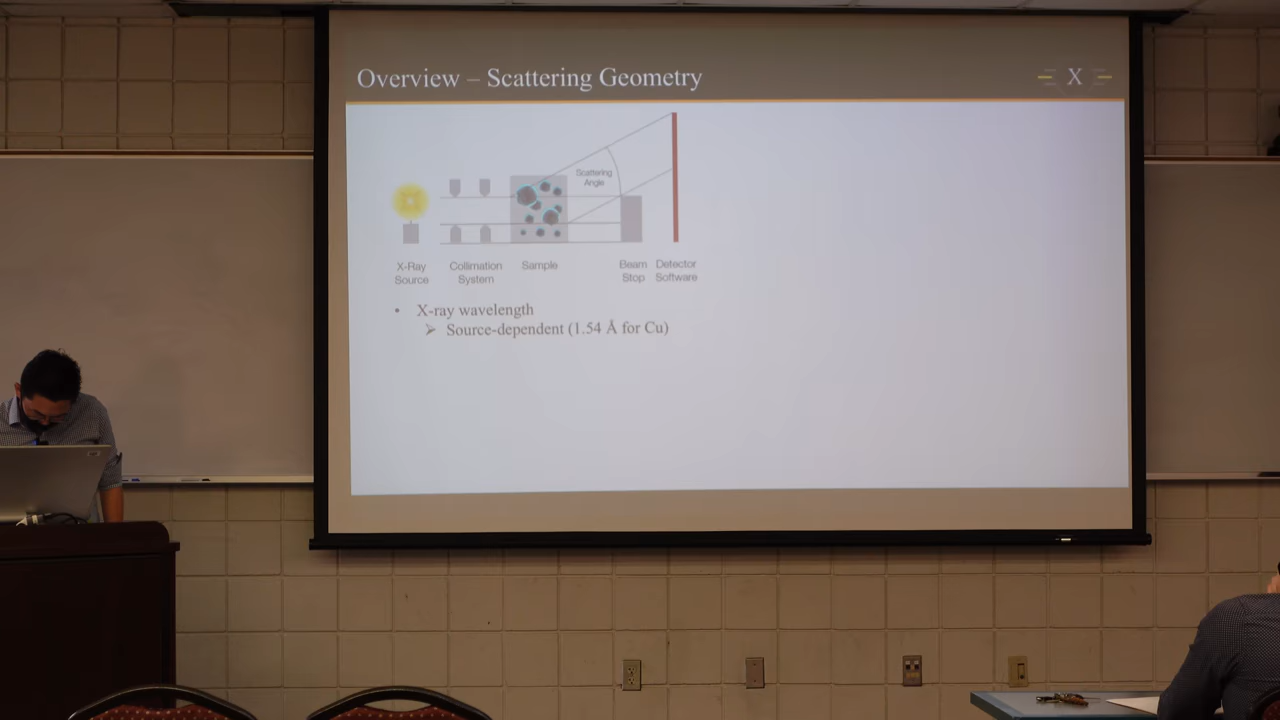 Overview – Scattering Geometry
X
Scattering
Angle
X-Ray
Source
Collimation
System
Sample
Beam
Stop
Detector
Software
• X-ray wavelength
➢ Source-dependent (1.54 Å for Cu)